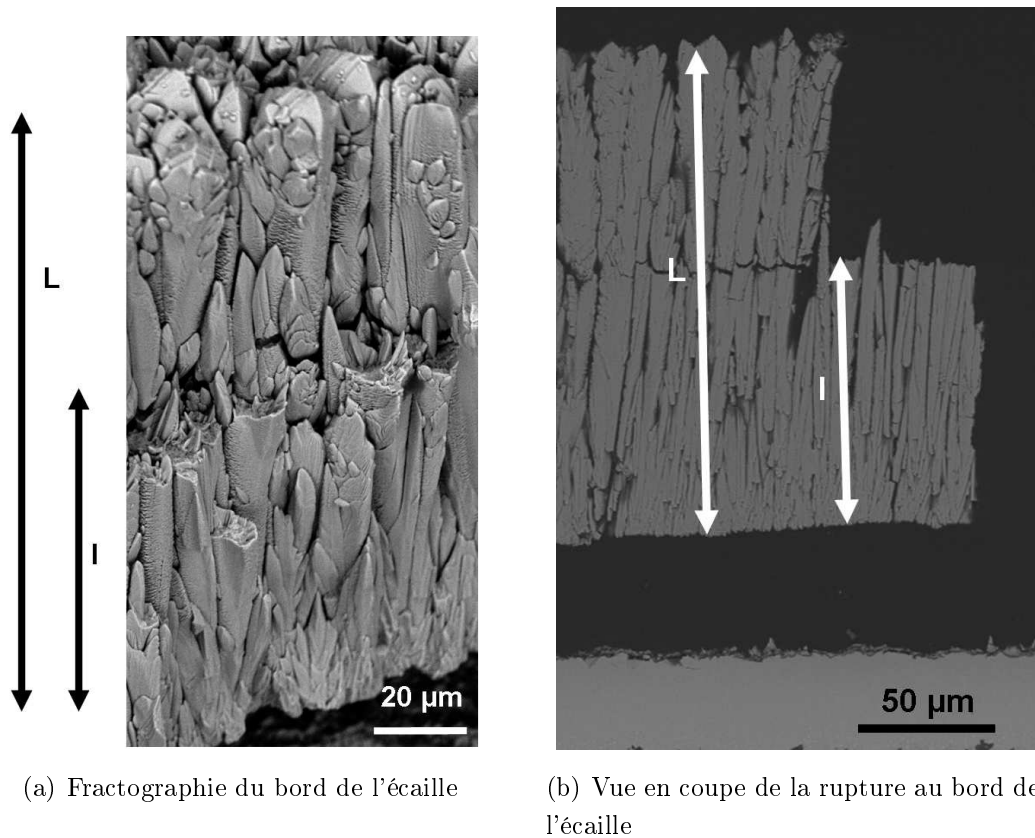 L
l
20 µm
L
l
50 µm
(a) Fractographie du bord de l'écaille
(b) Vue en coupe de la rupture au bord de
l'écaille